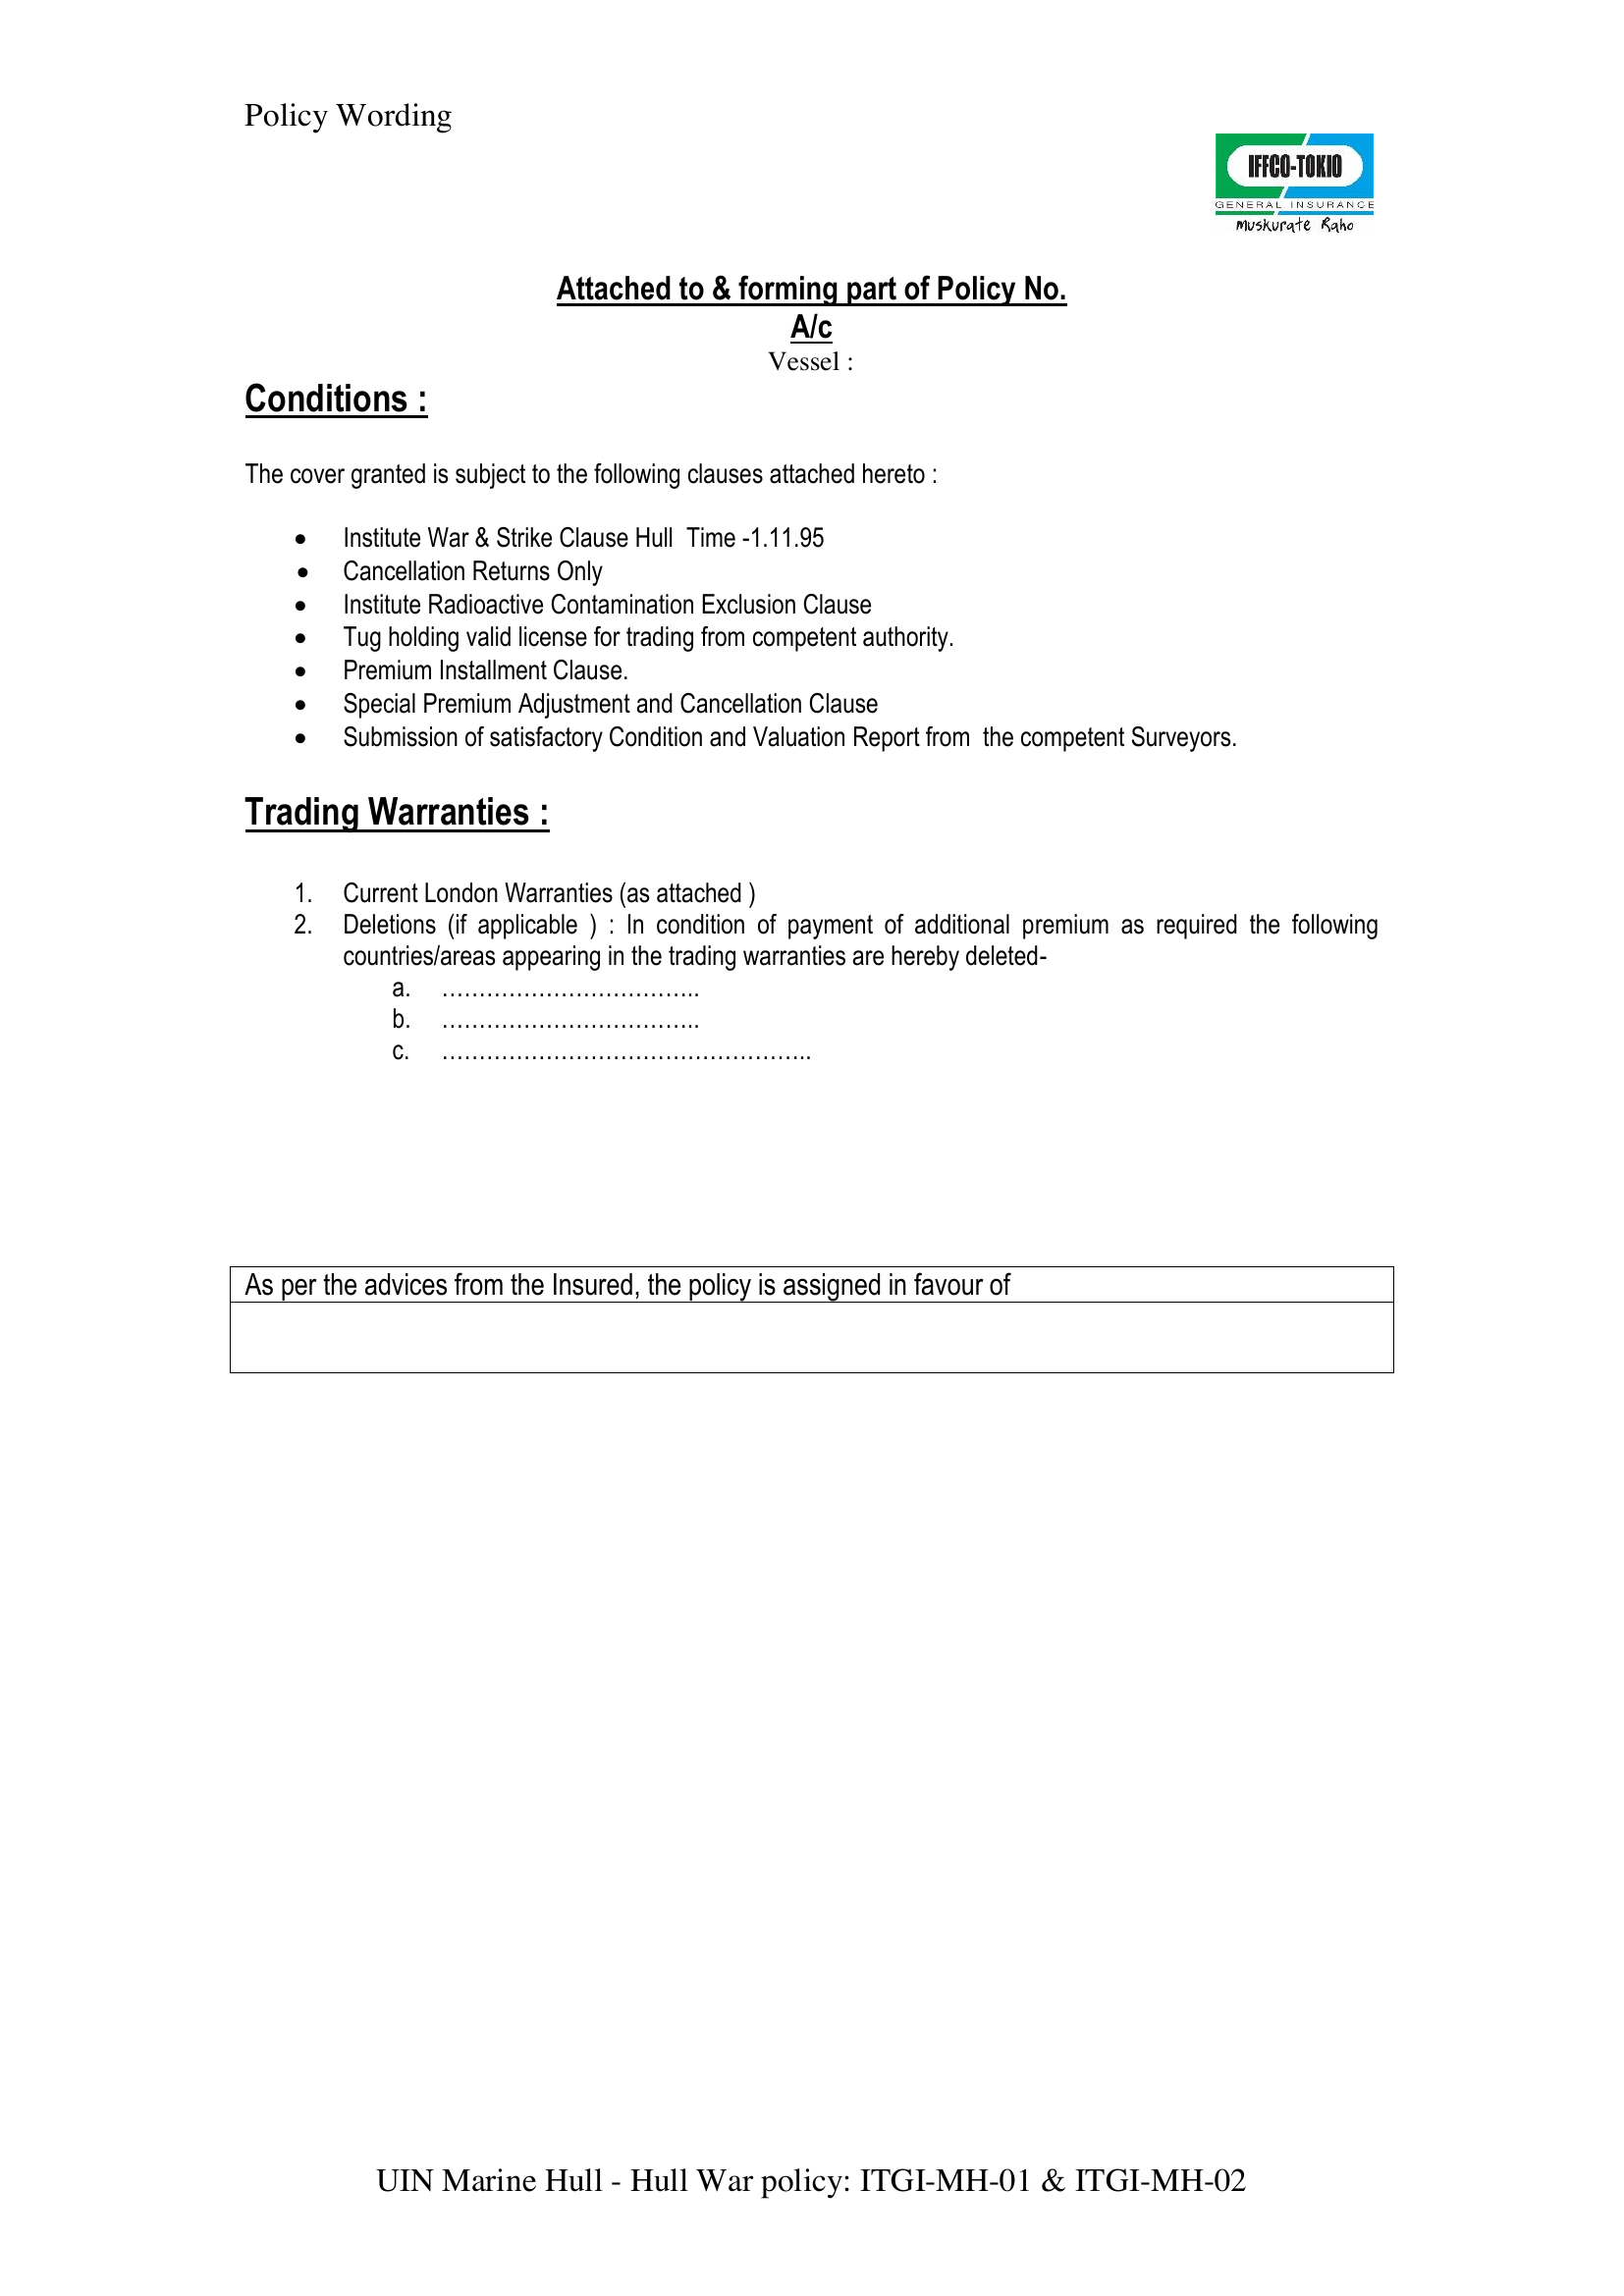 Policy Wording
IFFCO-TOKIO
GENERAL INSURANCE
Muskurate Raho
Attached to & forming part of Policy No.
A/c
Vessel :
Conditions :
The cover granted is subject to the following clauses attached hereto :
• Institute War & Strike Clause Hull  Time -1.11.95
• Cancellation Returns Only
• Institute Radioactive Contamination Exclusion Clause
• Tug holding valid license for trading from competent authority.
• Premium Installment Clause.
• Special Premium Adjustment and Cancellation Clause
• Submission of satisfactory Condition and Valuation Report from  the competent Surveyors.
Trading Warranties :
1. Current London Warranties (as attached )
2. Deletions (if applicable ) : In condition of payment of additional premium as required the following
countries/areas appearing in the trading warranties are hereby deleted-
a. ……………………………..
b. ……………………………..
c. …………………………………………..
As per the advices from the Insured, the policy is assigned in favour of
UIN Marine Hull - Hull War policy: ITGI-MH-01 & ITGI-MH-02